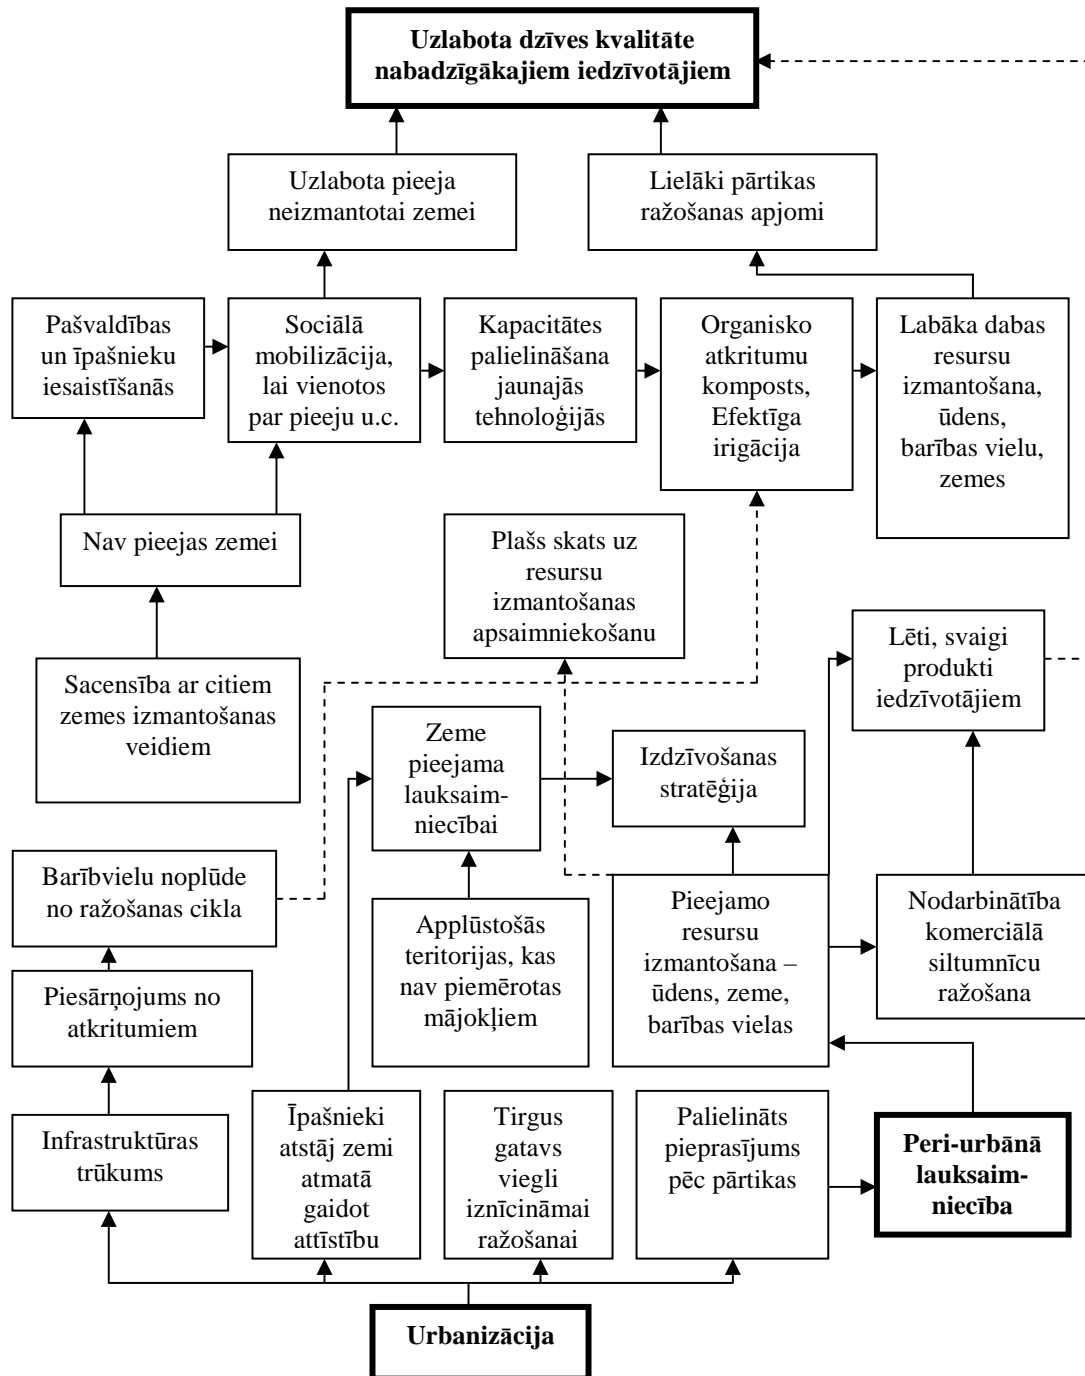 Uzlabota dzīves kvalitāte
nabadzīgākajiem iedzīvotājiem
Uzlabota pieeja
neizmantotai zemei
Lielāki pārtikas
ražošanas apjomi
Pašvaldības
un īpašnieku
iesaistīšanās
Sociālā
mobilizācija,
lai vienotos
par pieeju u.c.
Kapacitātes
palielināšana
jaunajās
tehnoloģijās
Organisko
atkritumu
komposts,
Efektīga
irigācija
Labāka dabas
resursu
izmantošana,
ūdens,
barības vielu,
zemes
Nav pieejas zemei
Plašs skats uz
resursu
izmantošanas
apsaimniekošanu
Lēti, svaigi
produkti
iedzīvotājiem
Sacensība ar citiem
zemes izmantošanas
veidiem
Zeme
pieejama
lauksaim-
niecībai
Izdzīvošanas
stratēģija
Barībvielu noplūde
no ražošanas cikla
Applūstošās
teritorijas, kas
nav piemērotas
mājokļiem
Pieejamo
resursu
izmantošana –
ūdens, zeme,
barības vielas
Nodarbinātība
komerciālā
siltumnīcu
ražošana
Piesārņojums no
atkritumiem
Infrastruktūras
trūkums
Īpašnieki
atstāj zemi
atmatā
gaidot
attīstību
Tirgus
gatavs
viegli
iznīcināmai
ražošanai
Palielināts
pieprasījums
pēc pārtikas
Peri-urbānā
lauksaim-
niecība
Urbanizācija